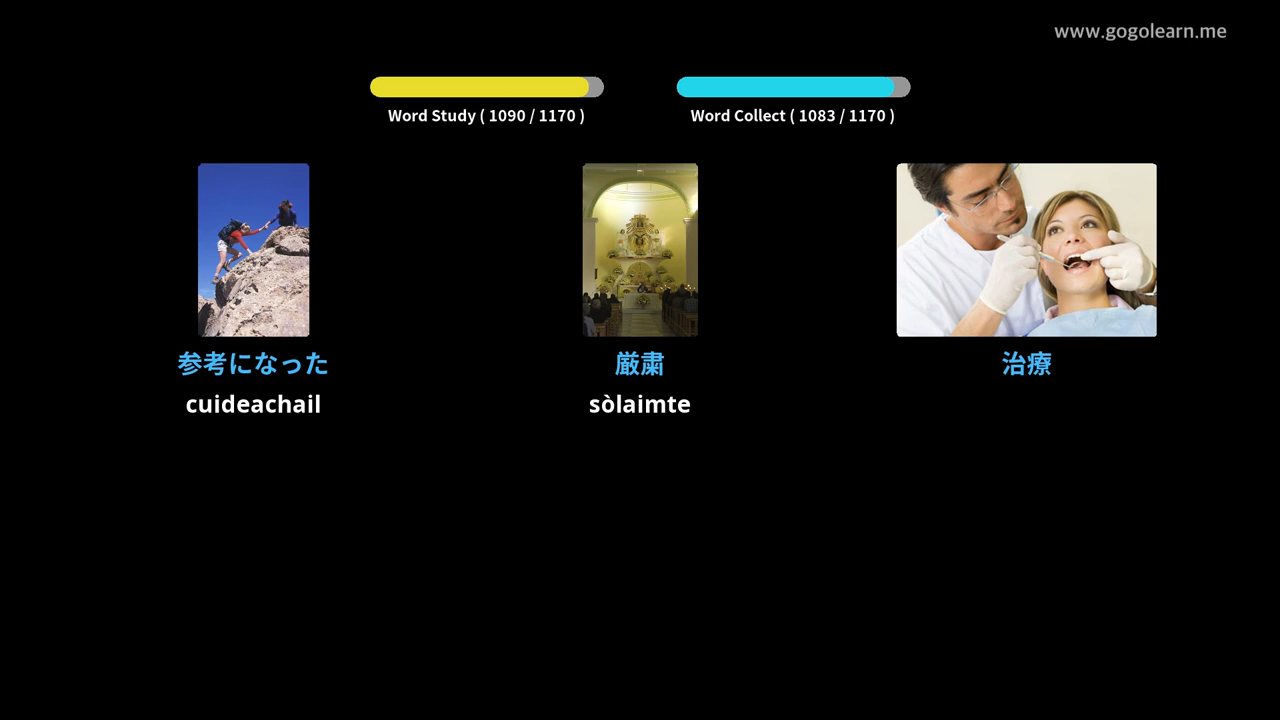 www.gogolearn.me
Word Study ( 1090 / 1170 )
Word Collect ( 1083 / 1170 )
参考になった
厳粛
治療
cuideachail
sòlaimte